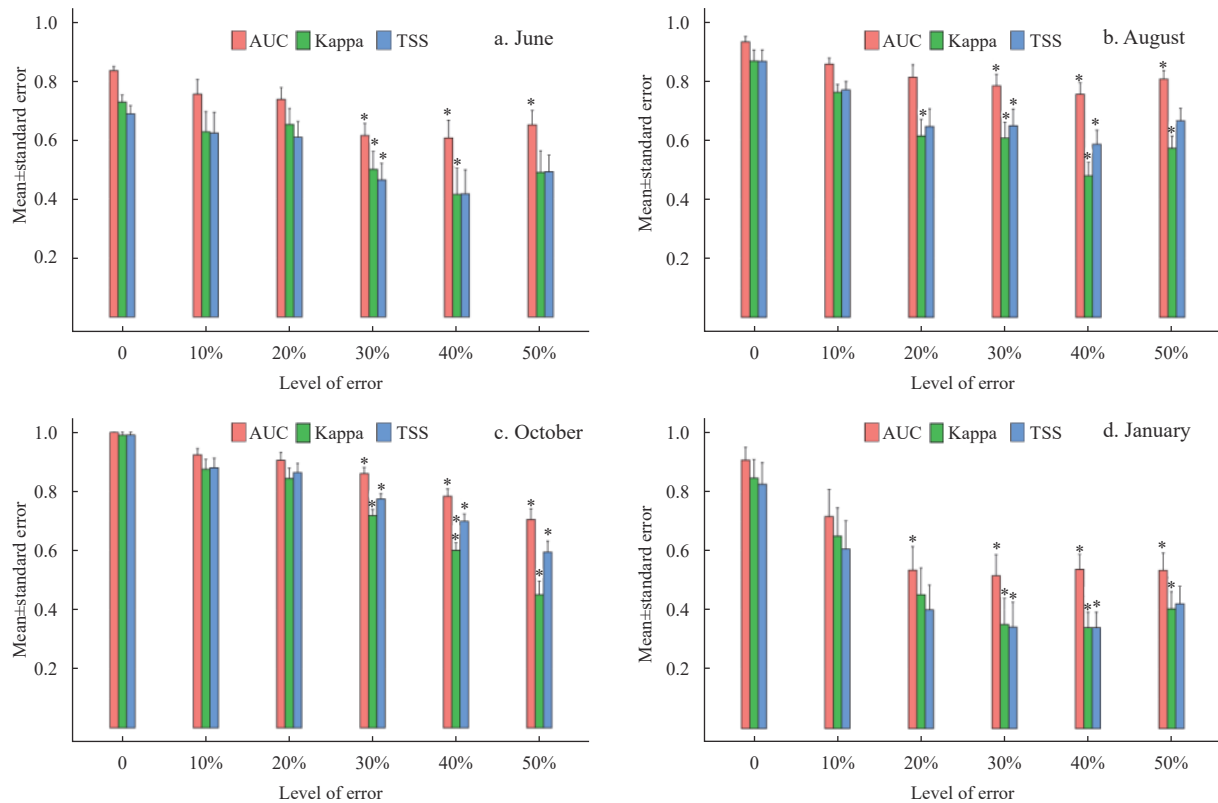 1.0
AUC Kappa TSS
a. June
0.8
0.6
0.4
0.2
Mean±standard error
* * * * * *
0 10% 20% 30% 40% 50%
Level of error
1.0
AUC Kappa TSS
b. August
0.8
0.6
0.4
0.2
Mean±standard error
* * * * * * * * * *
0 10% 20% 30% 40% 50%
Level of error
1.0
AUC Kappa TSS
c. October
0.8
0.6
0.4
0.2
Mean±standard error
* * * * * * * * * *
0 10% 20% 30% 40% 50%
Level of error
1.0
AUC Kappa TSS
d. January
0.8
0.6
0.4
0.2
Mean±standard error
* * * * * * * * *
0 10% 20% 30% 40% 50%
Level of error